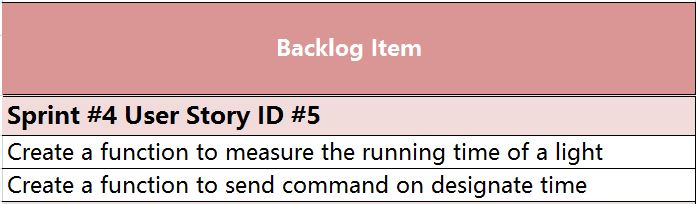 Backlog Item
Sprint #4 User Story ID #5
Create a function to measure the running time of a light
Create a function to send command on designate time